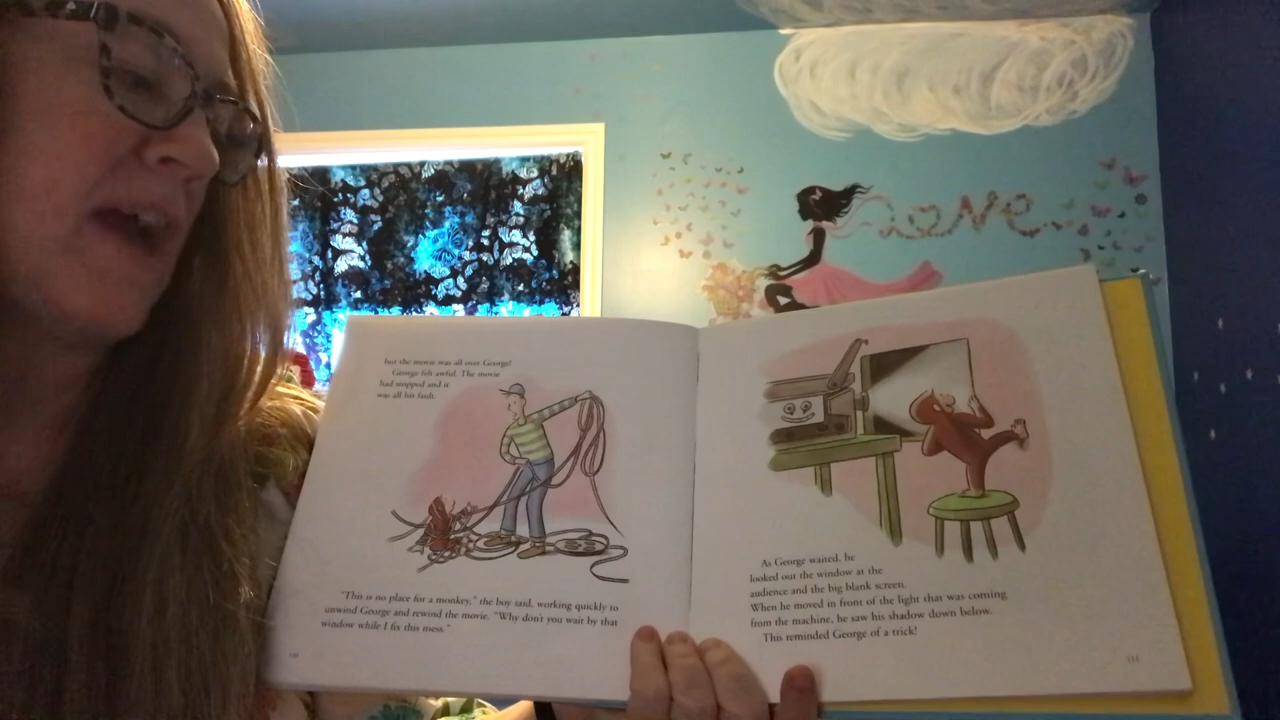 Love
but the movie was all over George!
George felt awful. The movie
had stopped and it
was all his fault.
"This is no place for a monkey," the boy said, working quickly to
unwind George and rewind the movie. "Why don't you wait by that
window while I fix this mess."
As George waited, he
looked out the window at the
audience and the big blank screen.
When he moved in front of the light that was coming
from the machine, he saw his shadow down below.
This reminded George of a trick!